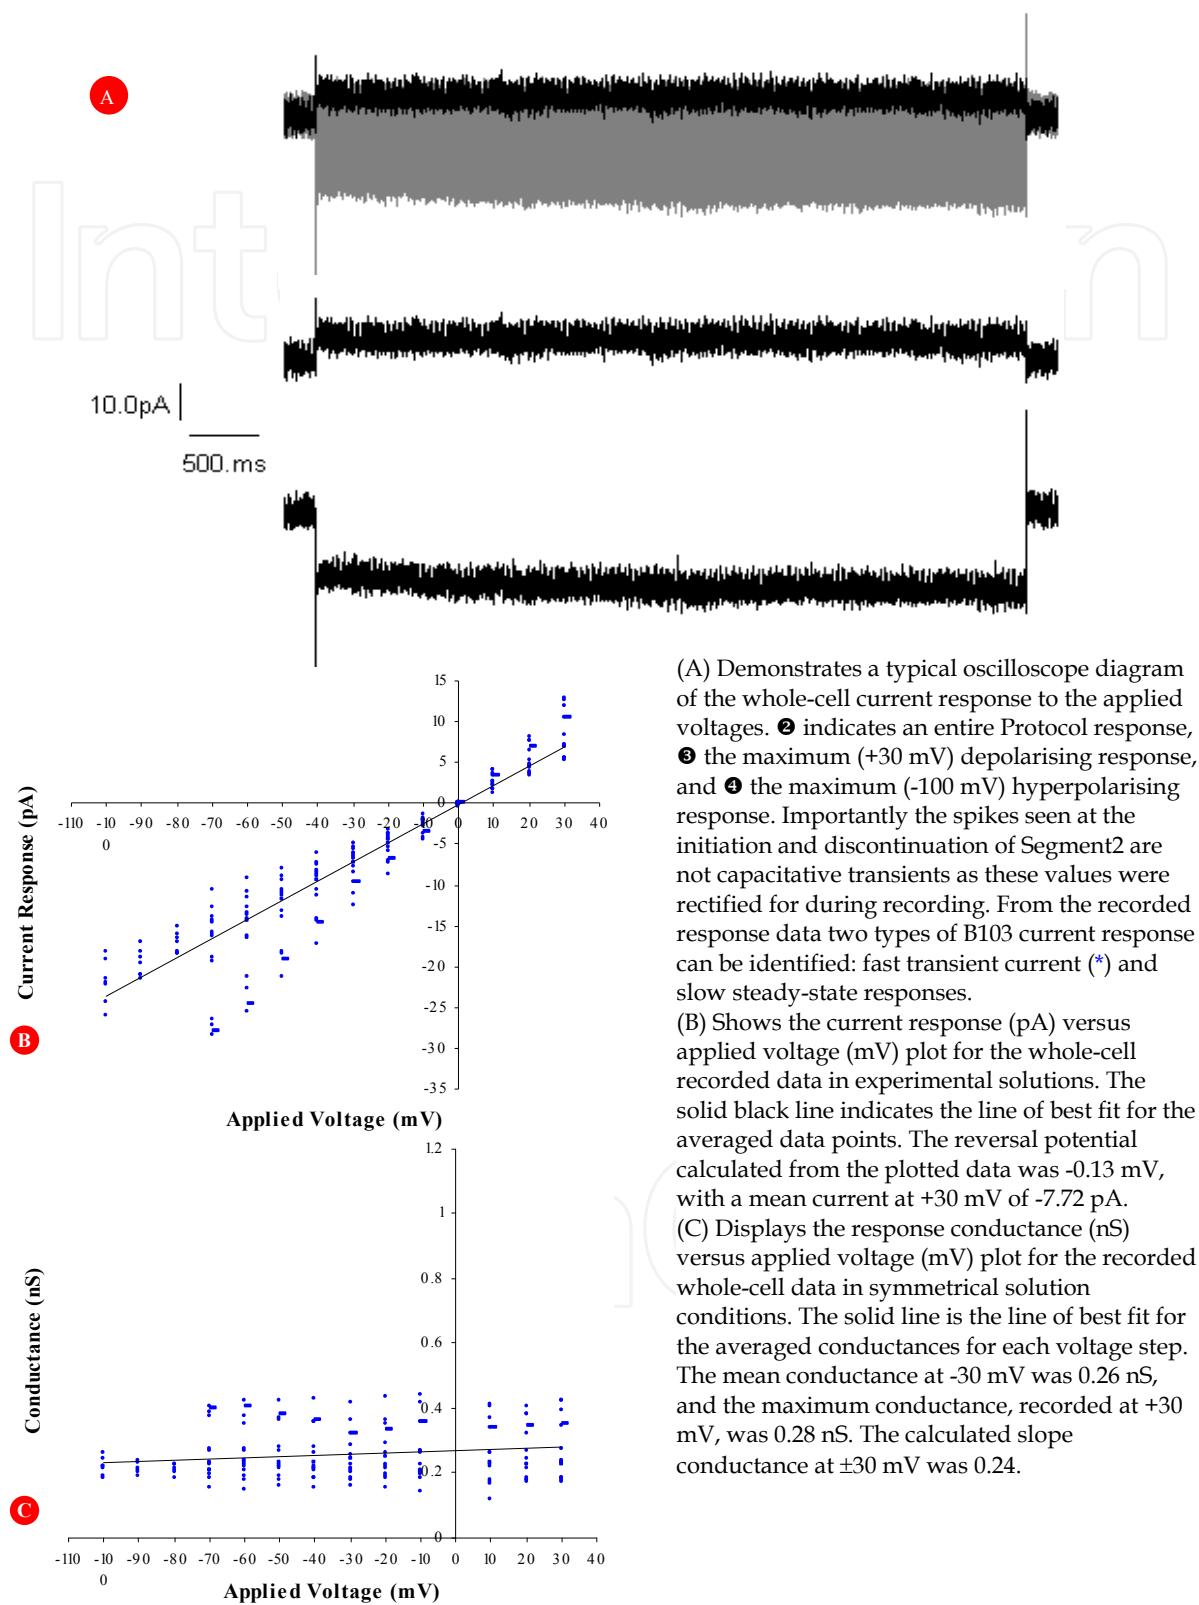 A
10.0pA
500.ms
(A) Demonstrates a typical oscilloscope diagram
of the whole-cell current response to the applied
voltages. ❷ indicates an entire Protocol response,
❸ the maximum (+30 mV) depolarising response,
and ❹ the maximum (-100 mV) hyperpolarising
response. Importantly the spikes seen at the
initiation and discontinuation of Segment2 are
not capacitative transients as these values were
rectified for during recording. From the recorded
response data two types of B103 current response
can be identified: fast transient current (*) and
slow steady-state responses.
(B) Shows the current response (pA) versus
applied voltage (mV) plot for the whole-cell
recorded data in experimental solutions. The
solid black line indicates the line of best fit for the
averaged data points. The reversal potential
calculated from the plotted data was -0.13 mV,
with a mean current at +30 mV of -7.72 pA.
(C) Displays the response conductance (nS)
versus applied voltage (mV) plot for the recorded
whole-cell data in symmetrical solution
conditions. The solid line is the line of best fit for
the averaged conductances for each voltage step.
The mean conductance at -30 mV was 0.26 nS,
and the maximum conductance, recorded at +30
mV, was 0.28 nS. The calculated slope
conductance at ±30 mV was 0.24.
B
Current Response (pA)
15
10
5
0
-5
-10
-15
-20
-25
-30
-35
-110 -100 -90 -80 -70 -60 -50 -40 -30 -20 -10 0 10 20 30 40
Applied Voltage (mV)
C
Conductance (nS)
1.2
1
0.8
0.6
0.4
0.2
0
-110 -100 -90 -80 -70 -60 -50 -40 -30 -20 -10 0 10 20 30 40
Applied Voltage (mV)